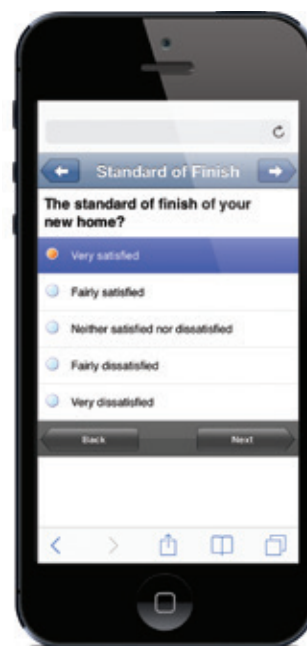 Standard of Finish
The standard of finish of your
new home?
Very satisfied
Fairly satisfied
Neither satisfied nor dissatisfied
Fairly dissatisfied
Very dissatisfied
Back
Next